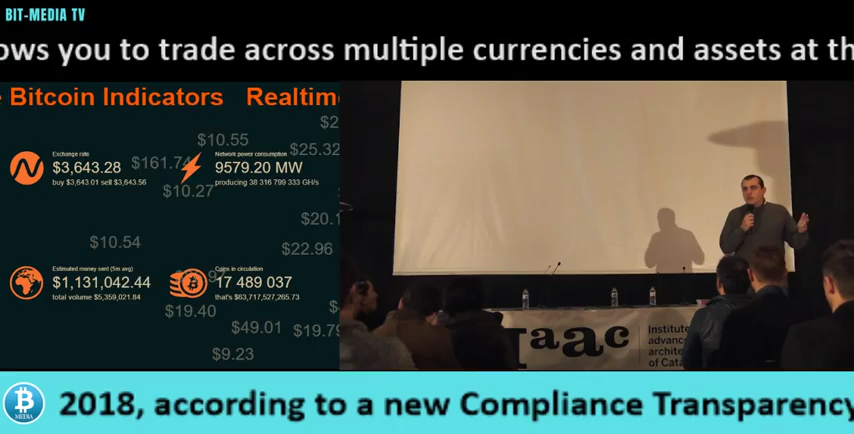 BIT-MEDIA TV
ows you to trade across multiple currencies and assets at th
Bitcoin Indicators Realtim
$2
$10.55
$25.32
Exchange rate
$3,643.28
buy $3,643.01 sell $3,643.56
$161.74
Network power consumption
9579.20 MW
producing 38 316 799 333 GH/s
$10.27
$20.1
$10.54
$22.96
Estimated money sent (5m avg)
$1,131,042.44
total volume $5,359,021.84
Coins in circulation
17 489 037
that's $63,717,527,265.73
$19.40
$49.01
$19.79
$9.23
Iaac
Institute
advanc
archite
of Cata
B
MEDIA
2018, according to a new Compliance Transparency